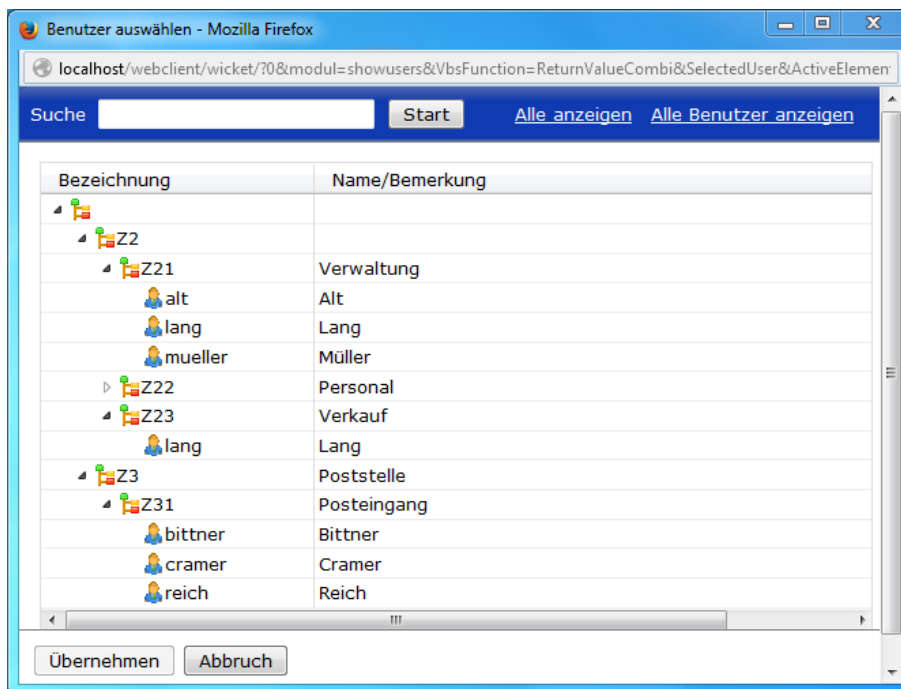 Benutzer auswählen - Mozilla Firefox
localhost/webclient/wicket/?0&modul=showusers&VbsFunction=ReturnValueCombi&SelectedUser&ActiveElemen
Suche Start Alle anzeigen Alle Benutzer anzeigen
Bezeichnung Name/Bemerkung
Z2
Z21 Verwaltung
alt Alt
lang Lang
mueller Müller
Z22 Personal
Z23 Verkauf
lang Lang
Z3 Poststelle
Z31 Posteingang
bittner Bittner
cramer Cramer
reich Reich
Übernehmen Abbruch